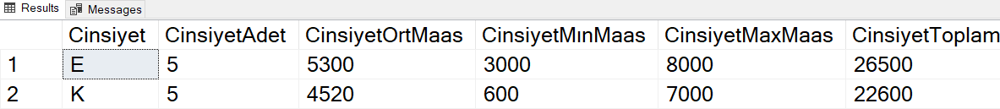 Results Messages
Cinsiyet CinsiyetAdet CinsiyetOrtMaas CinsiyetMınMaas CinsiyetMaxMaas CinsiyetToplam
1 E 5 5300 3000 8000 26500
2 K 5 4520 600 7000 22600